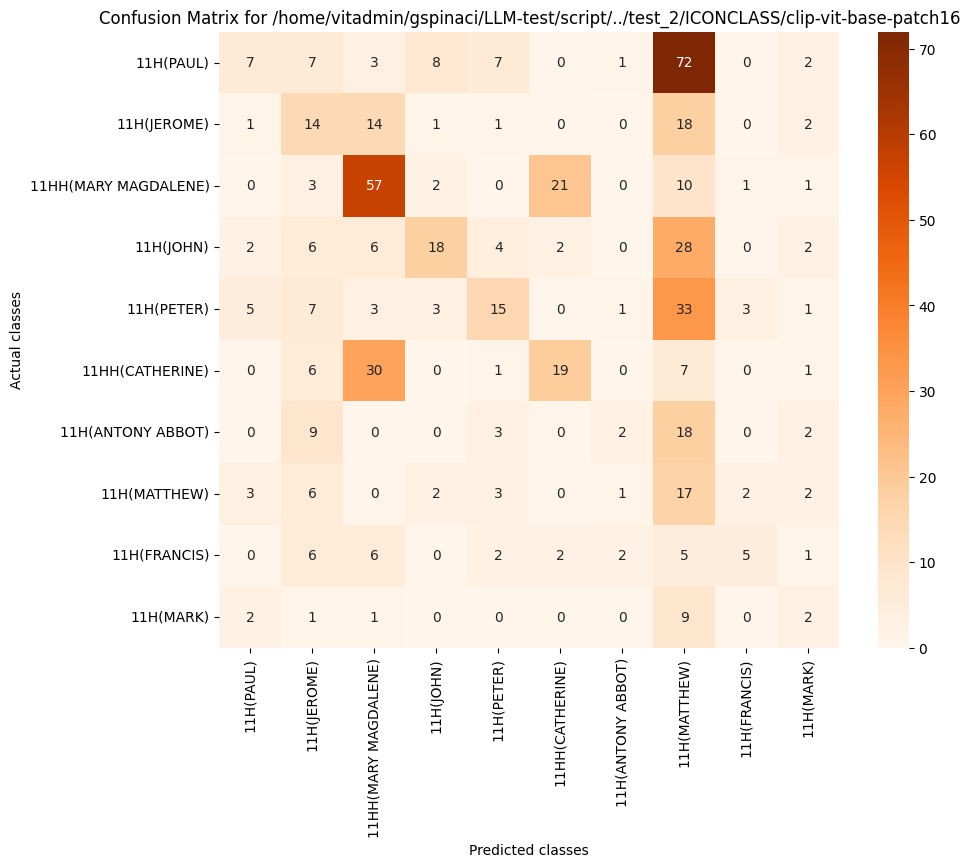 Confusion Matrix for /home/vitadmin/gspinaci/LLM-test/script/../test_2/ICONCLASS/clip-vit-base-patch16
11H(PAUL) 7 7 3 8 7 0 1 72 0 2
11H(JEROME) 1 14 14 1 1 0 0 18 0 2
11HH(MARY MAGDALENE) 0 3 57 2 0 21 0 10 1 1
11H(JOHN) 2 6 6 18 4 2 0 28 0 2
11H(PETER) 5 7 3 3 15 0 1 33 3 1
11HH(CATHERINE) 0 6 30 0 1 19 0 7 0 1
11H(ANTONY ABBOT) 0 9 0 0 3 0 2 18 0 2
11H(MATTHEW) 3 6 0 2 3 0 1 17 2 2
11H(FRANCIS) 0 6 6 0 2 2 2 5 5 1
11H(MARK) 2 1 1 0 0 0 0 9 0 2
Actual classes
11H(PAUL)
11H(JEROME)
11HH(MARY MAGDALENE)
11H(JOHN)
11H(PETER)
11HH(CATHERINE)
11H(ANTONY ABBOT)
11H(MATTHEW)
11H(FRANCIS)
11H(MARK)
Predicted classes
70
60
50
40
30
20
10
0